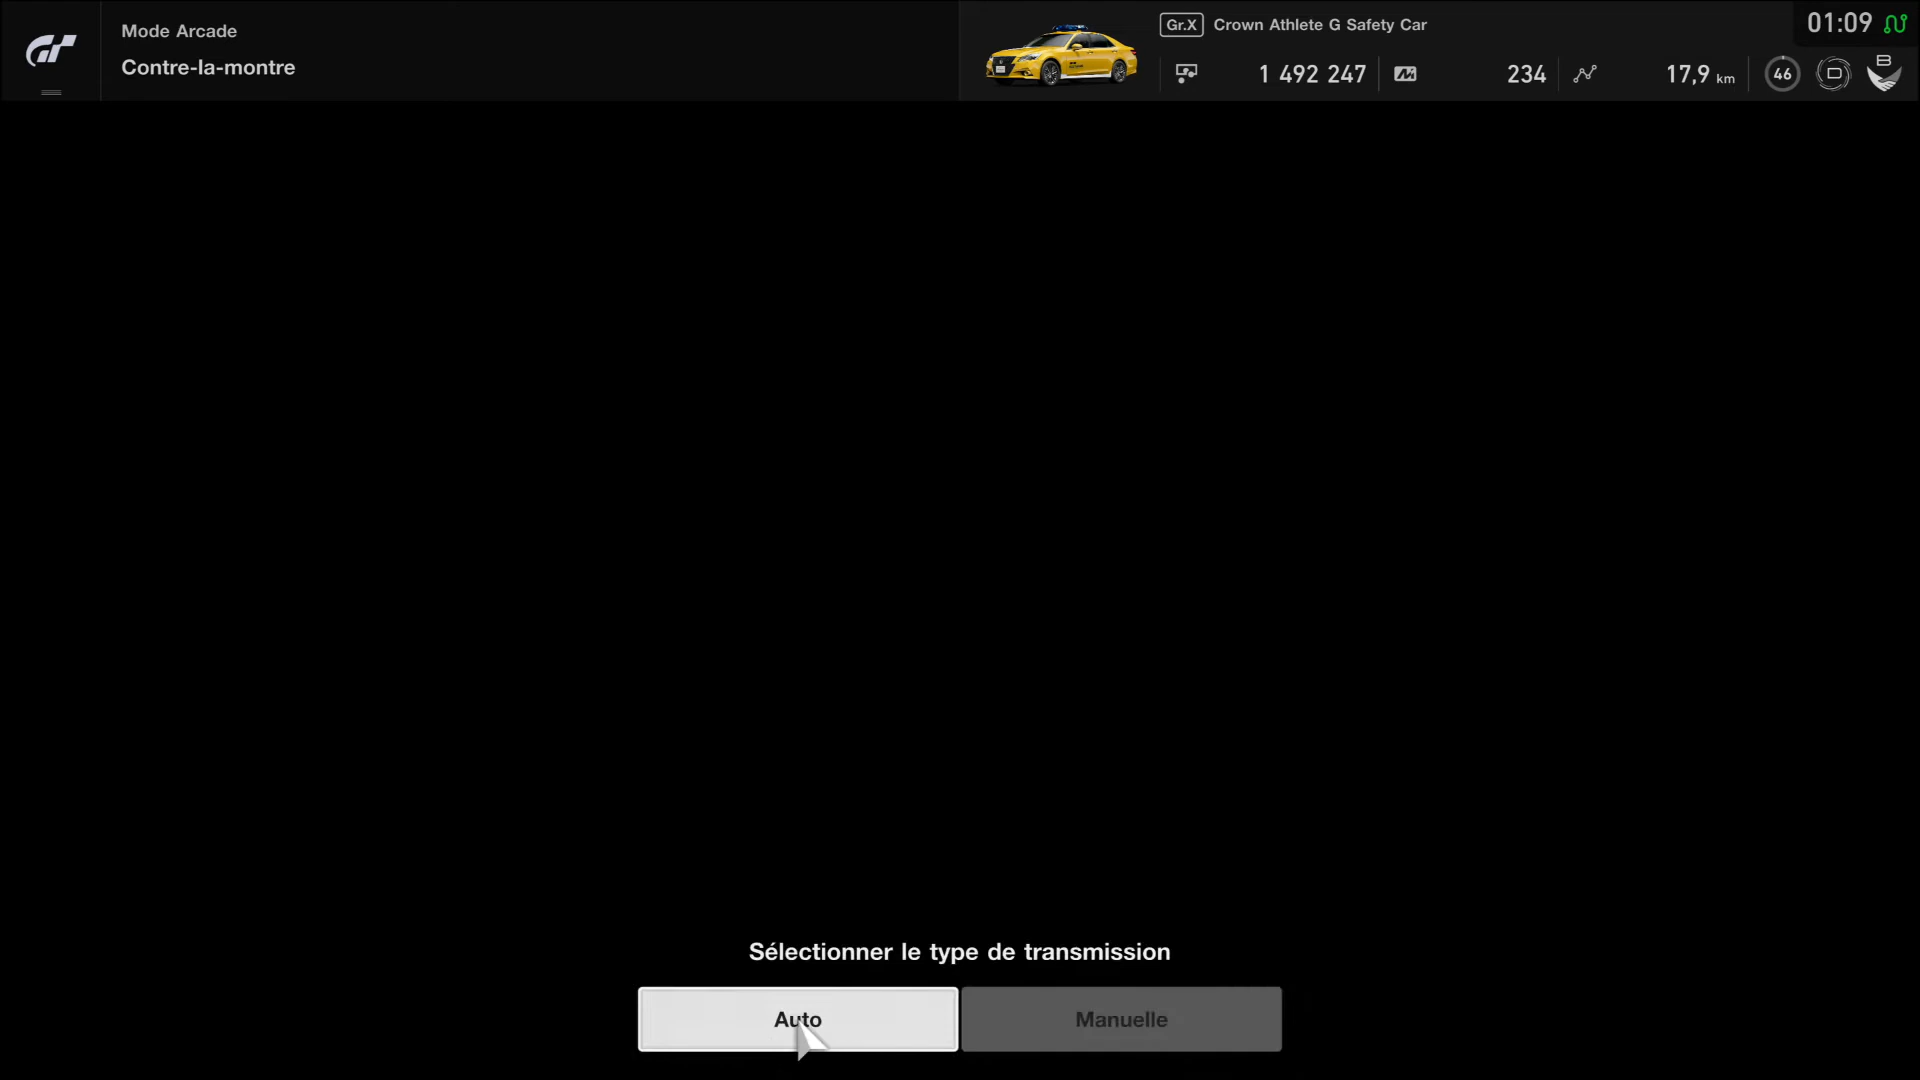 Mode Arcade
Contre-la-montre
Gr.X Crown Athlete G Safety Car
01:09
1 492 247
234
17,9 km
46
D
B
Sélectionner le type de transmission
Auto
Manuelle